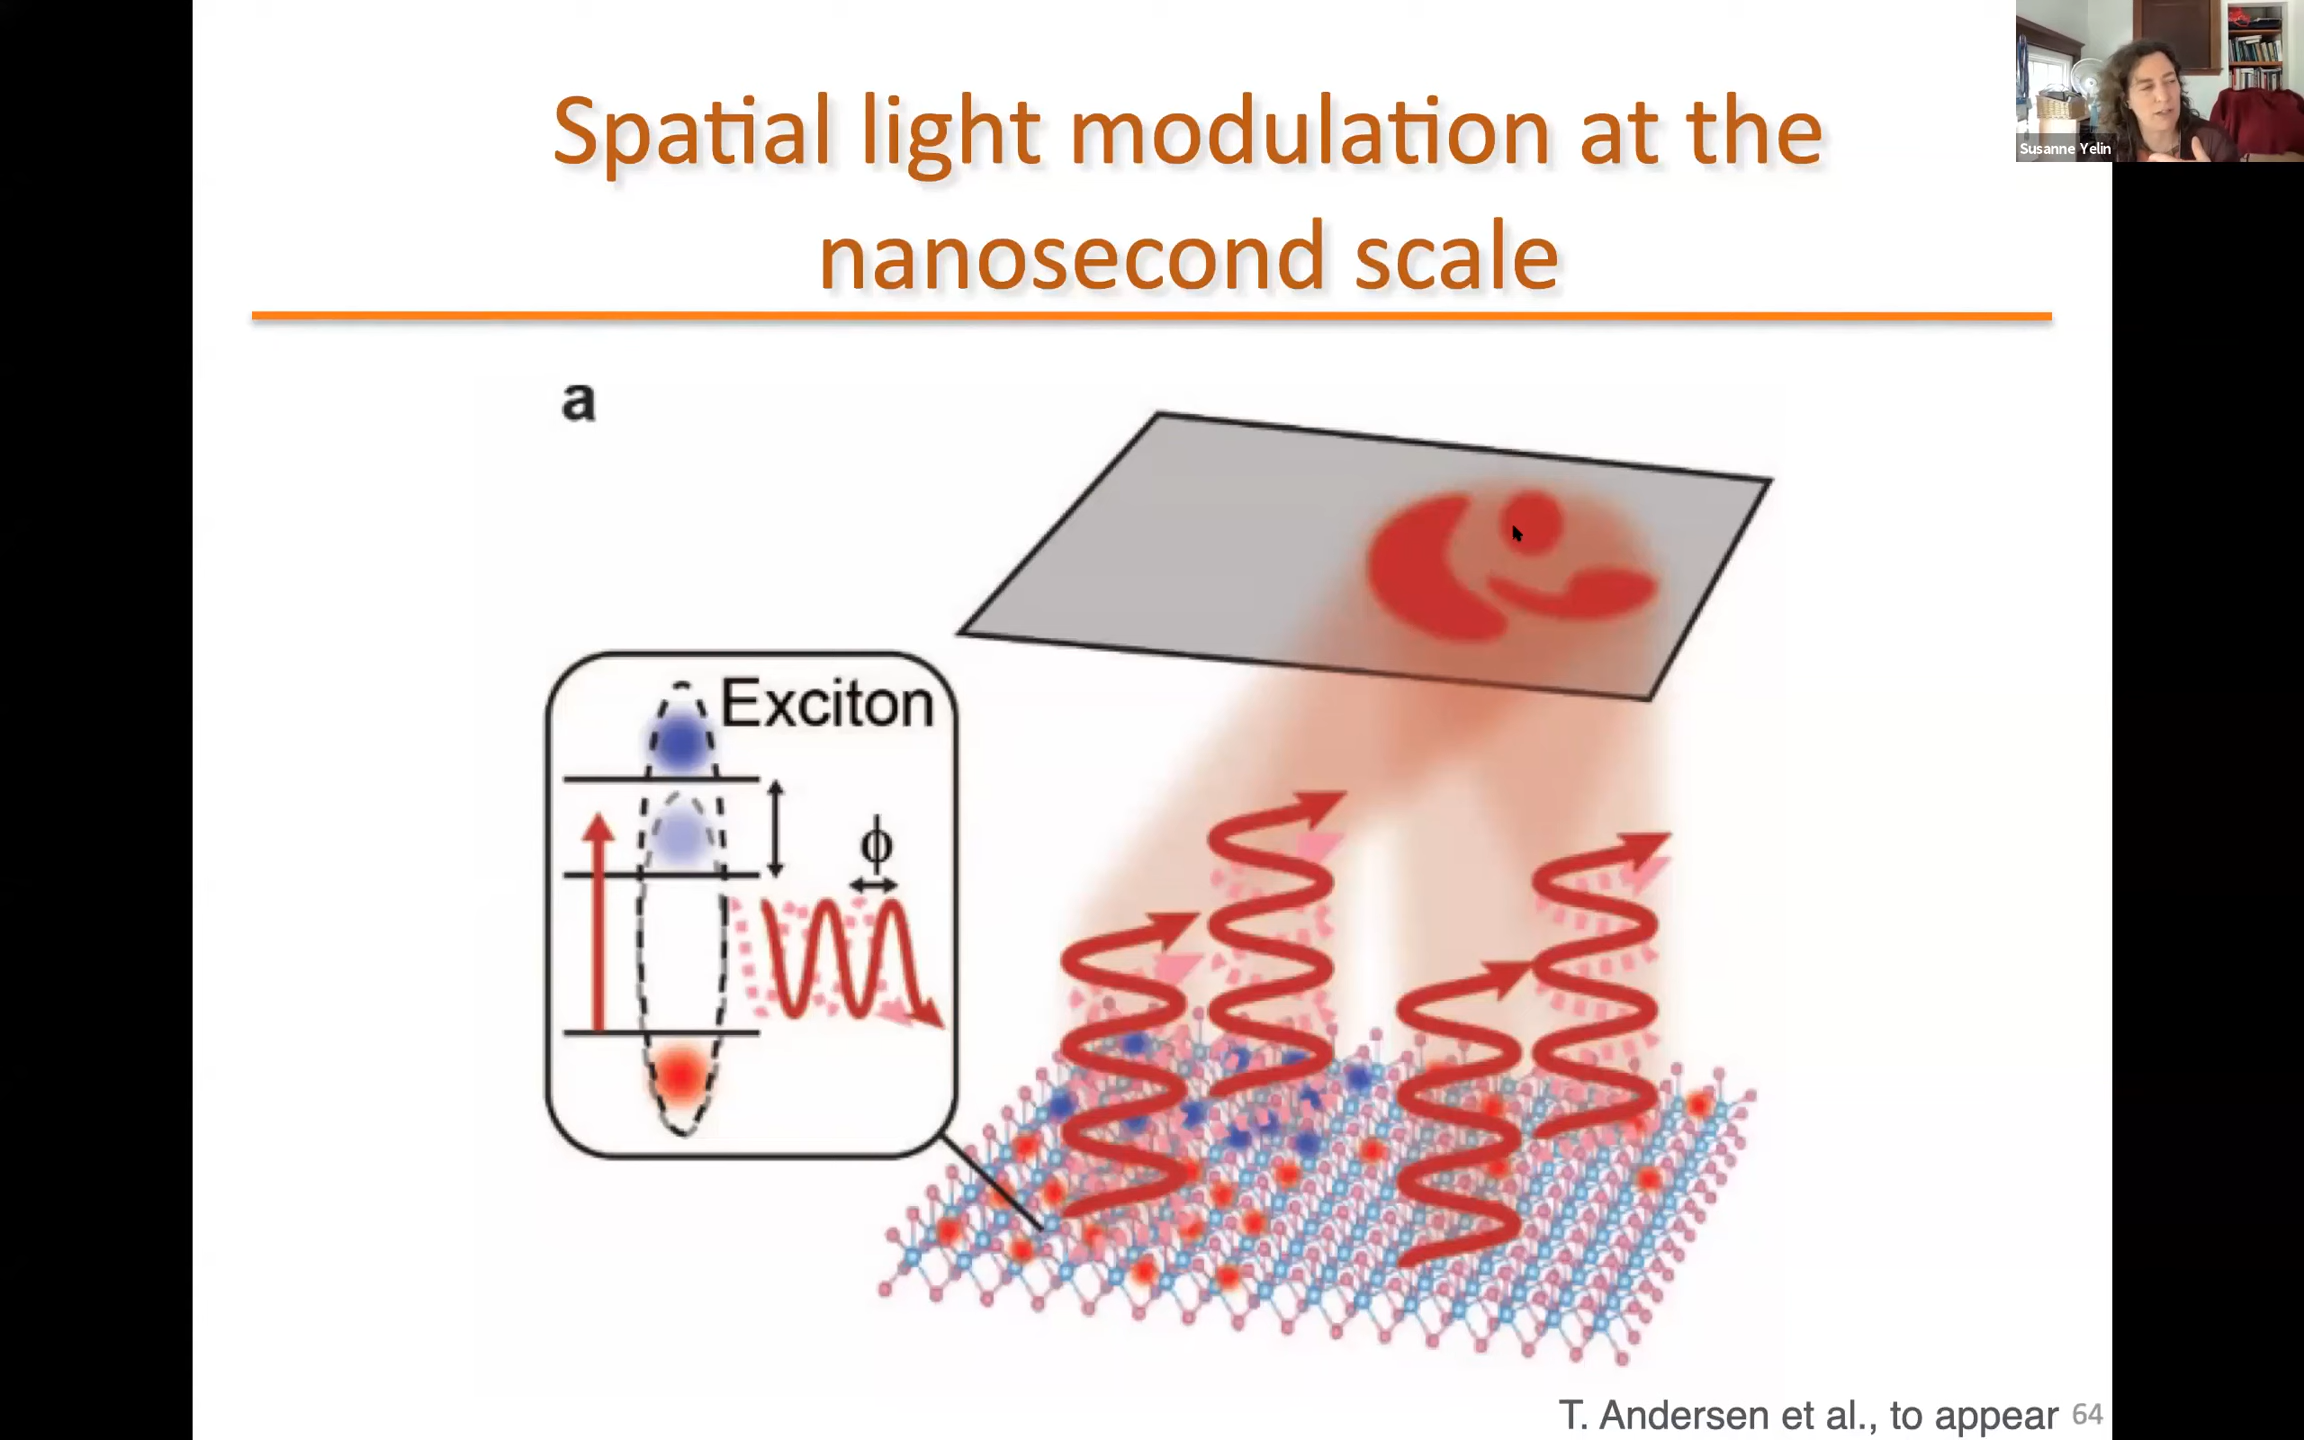 Spatial light modulation at the
nanosecond scale
Susanne Yelin
a
Exciton
ϕ
T. Andersen et al., to appear 64